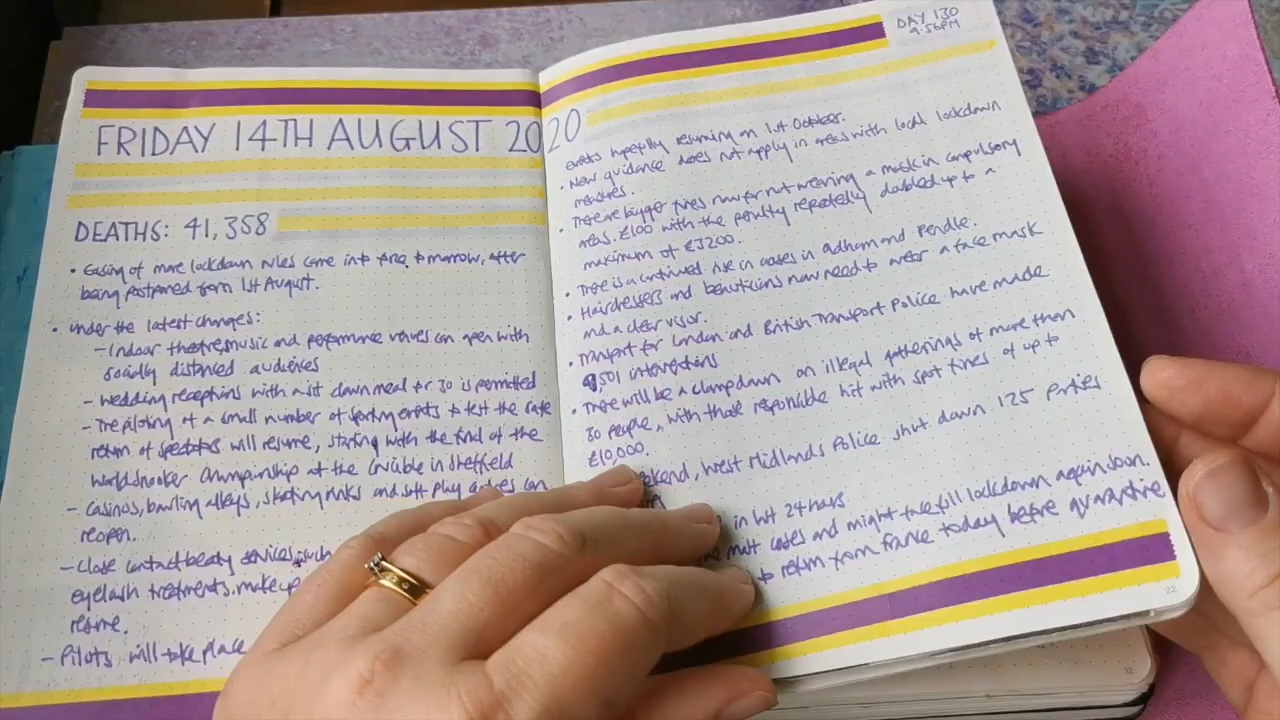 FRIDAY 14TH AUGUST 2020
DEATHS: 41,358
• Easing of more lockdown rules come into force tomorrow, after
being postponed from 1st August.
• Under the latest changes:
– Indoor theatre, music and performance venues can open with
socially distanced audiences
– Wedding receptions with a sit down meal for 30 is permitted
– The piloting of a small number of sporting events to test the safe
return of spectators will resume, starting with the final of the
World Snooker Championship at the Crucible in Sheffield
– Casinos, bowling alleys, skating rinks and soft play centres can
reopen.
– Close contact beauty services, such
eyelash treatments, make up
resume.
– Pilots will take place
DAY 130
9:56PM
events hopefully resuming on 1st October.
• New guidance does not apply in areas with local lockdown
measures.
• There are bigger fines now for not wearing a mask in compulsory
areas. £100 with the penalty repeatedly doubled up to a
maximum of £3200.
• There is a continued rise in cases in Oldham and Pendle.
• Hairdressers and beauticians now need to wear a face mask
and a clear visor.
• Transport for London and British Transport Police have made
9501 interventions
• There will be a clampdown on illegal gatherings of more than
30 people, with those responsible hit with spot fines of up to
£10,000.
weekend, West Midlands Police shut down 125 parties
in last 24 hours
most cases and might face full lockdown again soon.
to return from France today before quarantine
22